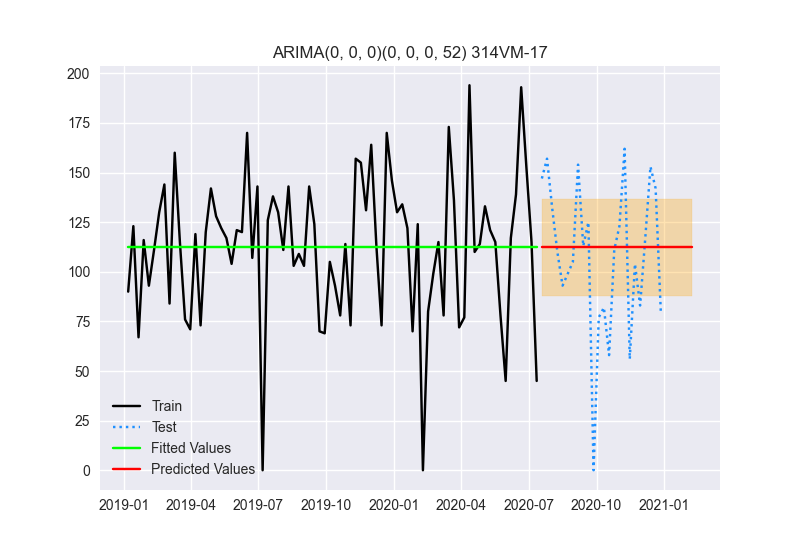 ARIMA(0, 0, 0)(0, 0, 0, 52) 314VM-17
200
175
150
125
100
75
50
25
0
Train
Test
Fitted Values
Predicted Values
2019-01 2019-04 2019-07 2019-10 2020-01 2020-04 2020-07 2020-10 2021-01